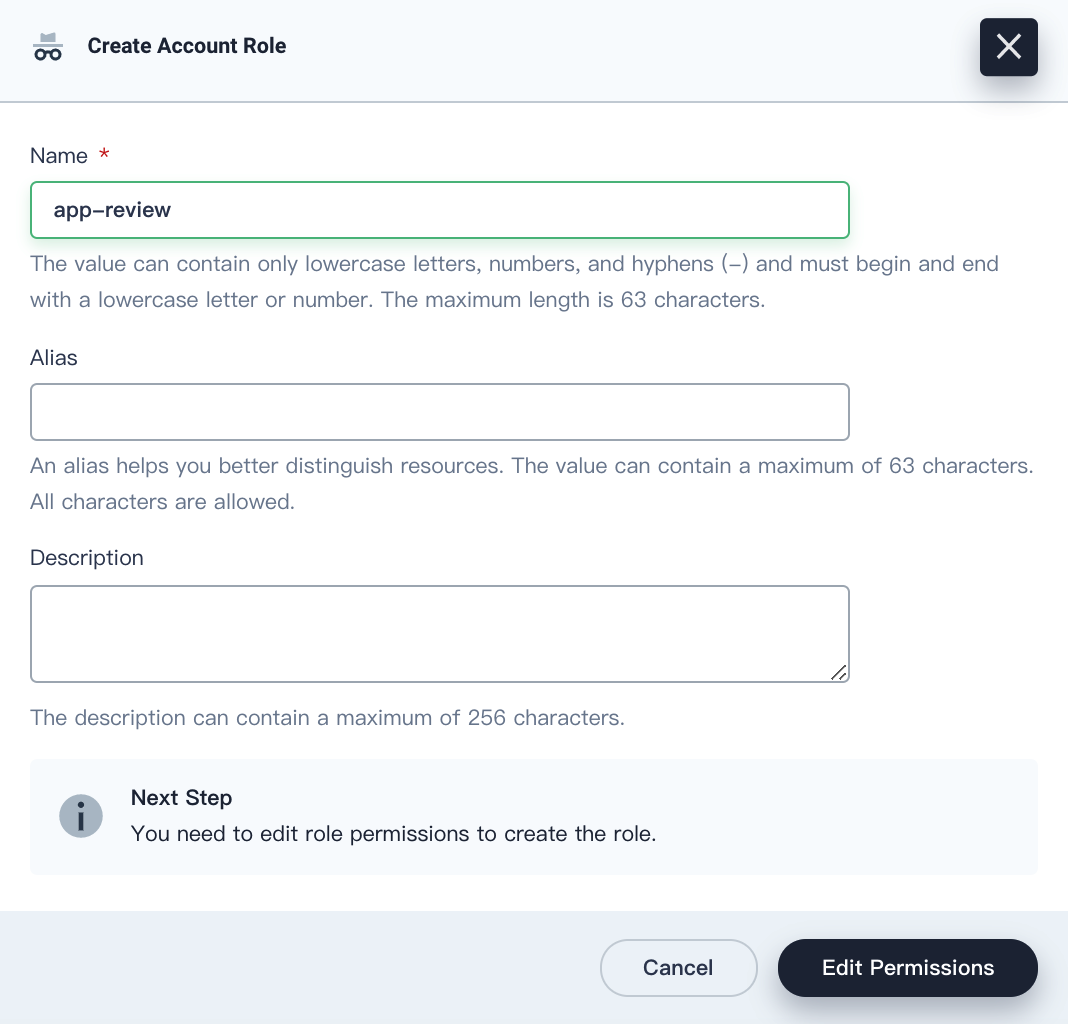 Create Account Role
Name *
app-review
The value can contain only lowercase letters, numbers, and hyphens (-) and must begin and end
with a lowercase letter or number. The maximum length is 63 characters.
Alias
An alias helps you better distinguish resources. The value can contain a maximum of 63 characters.
All characters are allowed.
Description
The description can contain a maximum of 256 characters.
Next Step
You need to edit role permissions to create the role.
Cancel
Edit Permissions